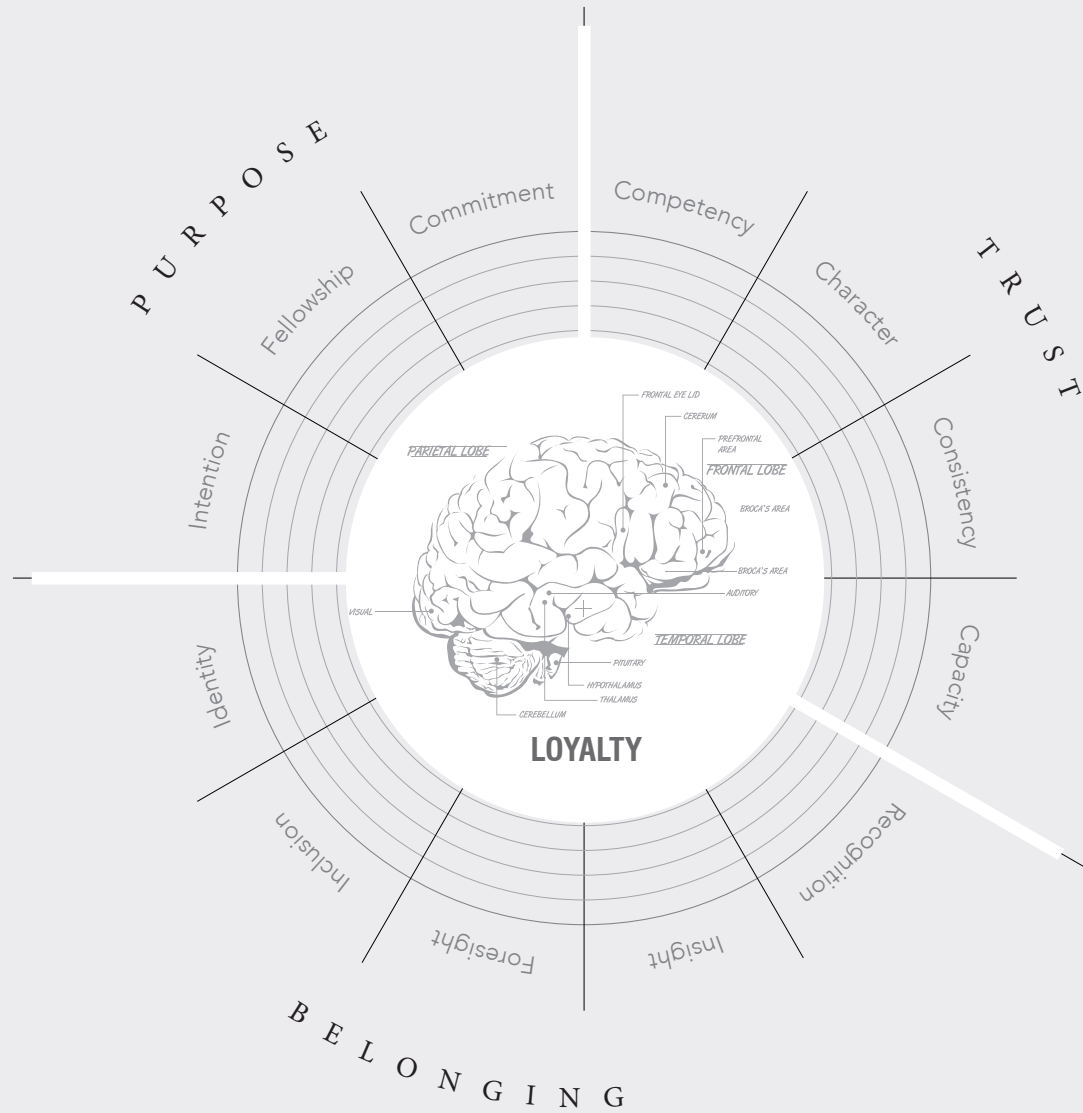 PURPOSE
TRUST
BELONGING
Commitment
Competency
Character
Consistency
Capacity
Recognition
Insight
Foresight
Inclusion
Identity
Intention
Fellowship
FRONTAL EYE LID
CERERUM
PREFRONTAL
AREA
PARIETAL LOBE
FRONTAL LOBE
BROCA'S AREA
BROCA'S AREA
AUDITORY
VISUAL
TEMPORAL LOBE
PITUITARY
HYPOTHALAMUS
THALAMUS
CEREBELLUM
LOYALTY